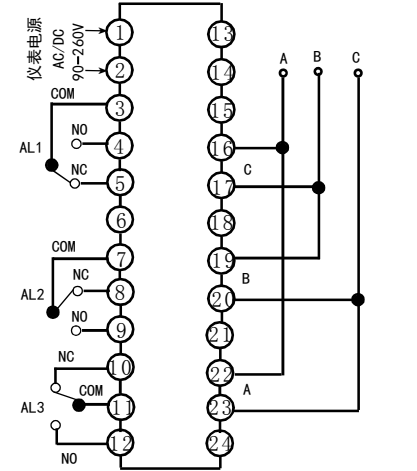 仪表电源
AC/DC
90-260V
1
2
3
4
5
6
7
8
9
10
11
12
COM
NO
AL1
NC
COM
NC
AL2
NO
NC
COM
AL3
NO
13
14
15
16
17
18
19
20
21
22
23
24
C
B
A
A
B
C